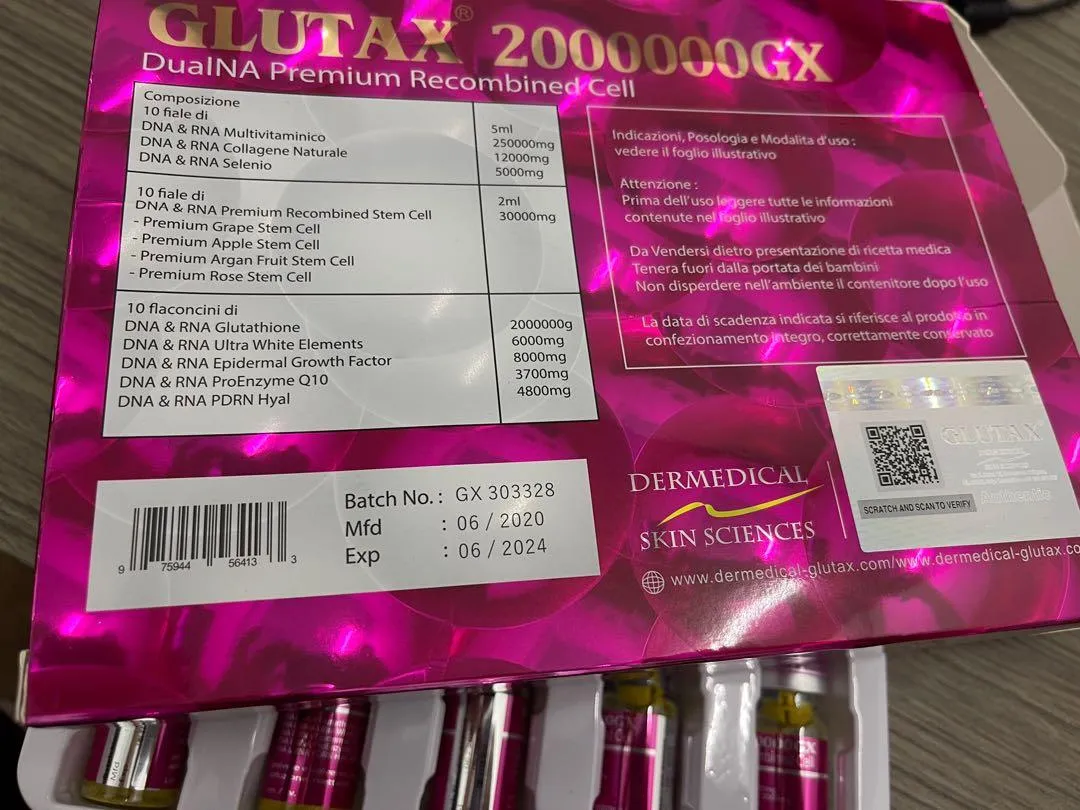 GLUTAX® 2000000GX
DualNA Premium Recombined Cell
Composizione
10 fiale di
DNA & RNA Multivitaminico
DNA & RNA Collagene Naturale
DNA & RNA Selenio
5ml
250000mg
12000mg
5000mg
10 fiale di
DNA & RNA Premium Recombined Stem Cell
- Premium Grape Stem Cell
- Premium Apple Stem Cell
- Premium Argan Fruit Stem Cell
- Premium Rose Stem Cell
2ml
30000mg
10 flaconcini di
DNA & RNA Glutathione
DNA & RNA Ultra White Elements
DNA & RNA Epidermal Growth Factor
DNA & RNA ProEnzyme Q10
DNA & RNA PDRN Hyal
2000000g
6000mg
8000mg
3700mg
4800mg
Indicazioni, Posologia e Modalita d'uso :
vedere il foglio illustrativo
Attenzione :
Prima dell'uso leggere tutte le informazioni
contenute nel foglio illustrativo
Da Vendersi dietro presentazione di ricetta medica
Tenera fuori dalla portata dei bambini
Non disperdere nell'ambiente il contenitore dopo l'uso
La data di scadenza indicata si riferisce al prodotto in
confezionamento integro, correttamente conservato
GLUTAX
Authentic
SCRATCH AND SCAN TO VERIFY
Batch No. : GX 303328
Mfd : 06 / 2020
Exp : 06 / 2024
9 75944 56413 3
DERMEDICAL
SKIN SCIENCES
www.dermedical-glutax.com/www.dermedical-glutax.co
Mfd